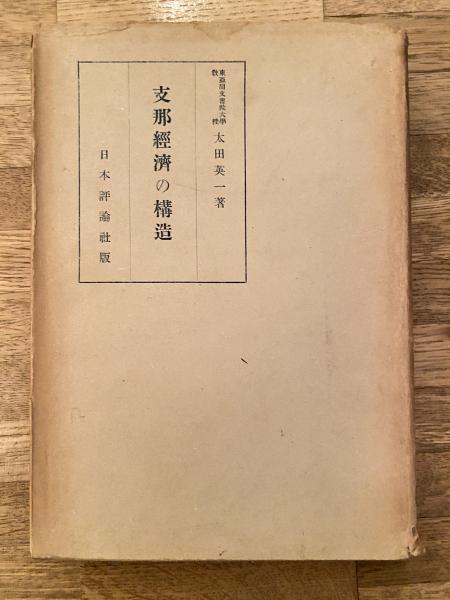 東亞同文書院大學
教授
太田英一著
支那經濟の構造
日本評論社版